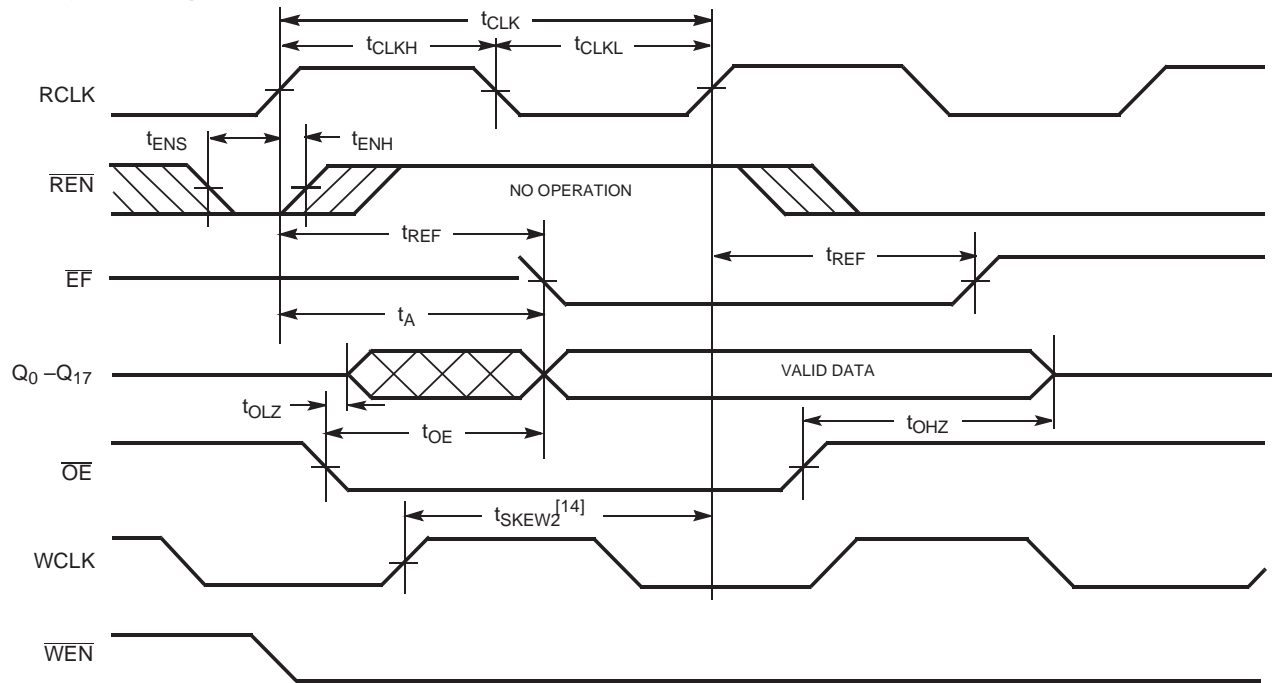 tCLK
tCLKH
tCLKL
RCLK
tENS
tENH
REN
NO OPERATION
tREF
tREF
EF
tA
Q0 –Q17
VALID DATA
tOLZ
tOE
tOHZ
OE
tSKEW2[14]
WCLK
WEN